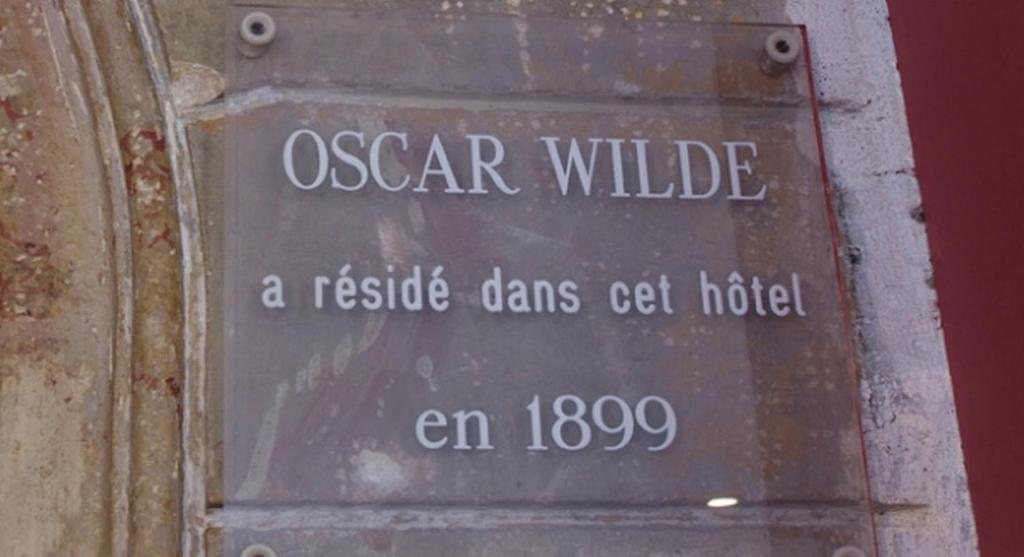 OSCAR WILDE
a résidé dans cet hôtel
en 1899